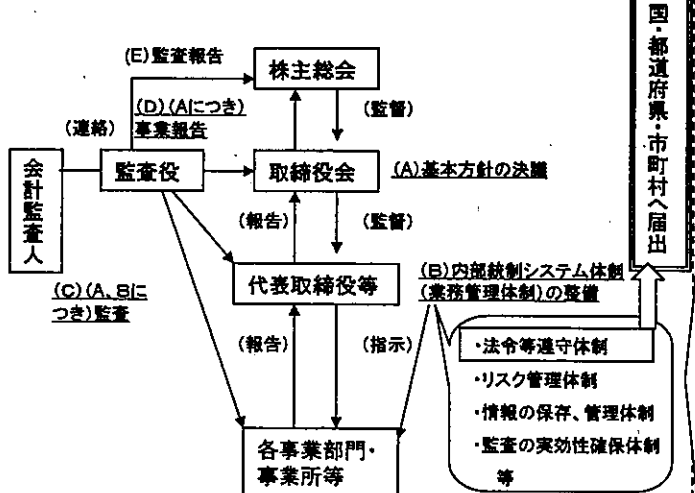 国・都道府県・市町村へ届出
(E)監査報告
株主総会
(D)(Aにつき)
事業報告
(監督)
(連絡)
会計監査人
監査役
取締役会
(A)基本方針の決議
(報告)
(監督)
(C)(A、Bに
つき)監査
代表取締役等
(B)内部統制システム体制
(業務管理体制)の整備
(報告)
(指示)
・法令等遵守体制
・リスク管理体制
・情報の保存、管理体制
・監査の実効性確保体制
等
各事業部門・
事業所等